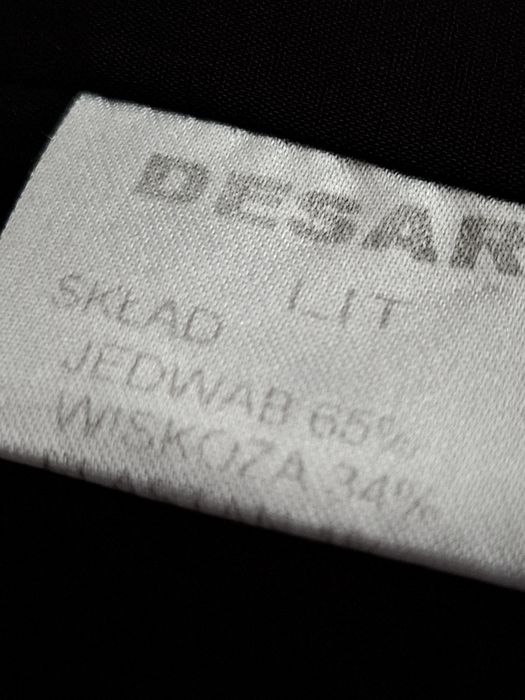 DESAR
LIT
SKŁAD
JEDWAB 65%
WISKOZA 34%